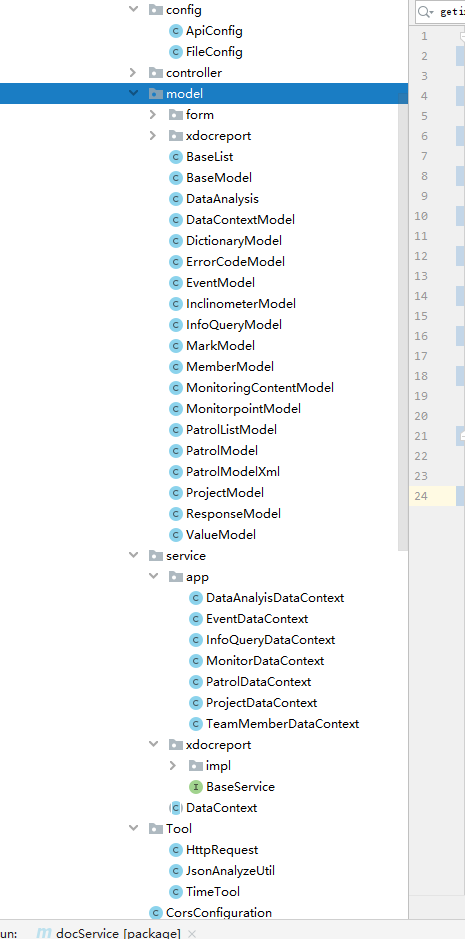 config
geti
ApiConfig
FileConfig
controller
model
form
xdocreport
BaseList
BaseModel
DataAnalysis
DataContextModel
DictionaryModel
ErrorCodeModel
EventModel
InclinometerModel
InfoQueryModel
MarkModel
MemberModel
MonitoringContentModel
MonitorpointModel
PatrolListModel
PatrolModel
PatrolModelXml
ProjectModel
ResponseModel
ValueModel
service
app
DataAnalyisDataContext
EventDataContext
InfoQueryDataContext
MonitorDataContext
PatrolDataContext
ProjectDataContext
TeamMemberDataContext
xdocreport
impl
BaseService
DataContext
Tool
HttpRequest
JsonAnalyzeUtil
TimeTool
CorsConfiguration
1
2
3
4
5
6
7
8
9
10
11
12
13
14
15
16
17
18
19
20
21
22
23
24
un: m docService [package] ×